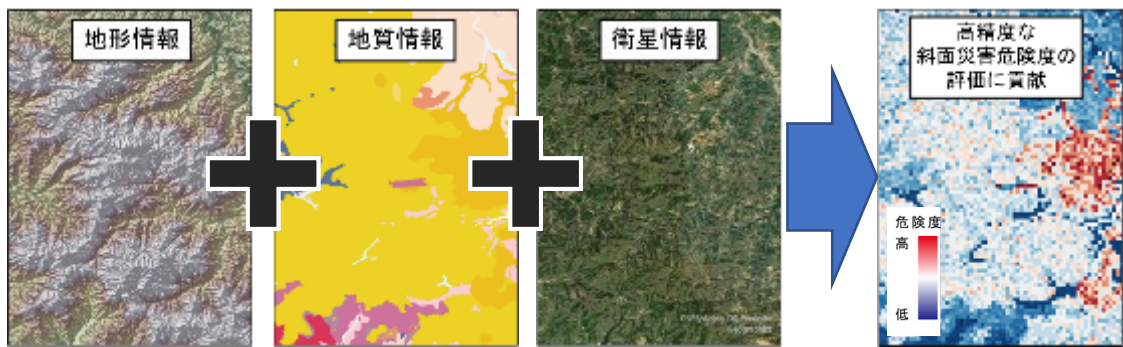 地形情報
地質情報
衛星情報
高精度な
斜面災害危険度の
評価に貢献
危険度
高
低